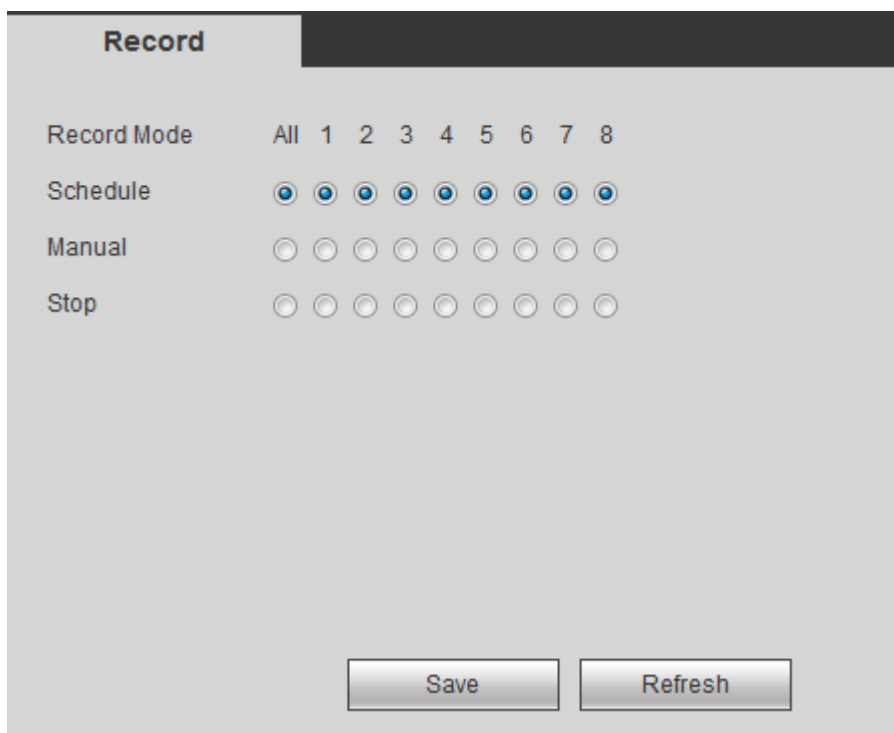 Record
Record Mode All 1 2 3 4 5 6 7 8
Schedule
Manual
Stop
Save Refresh